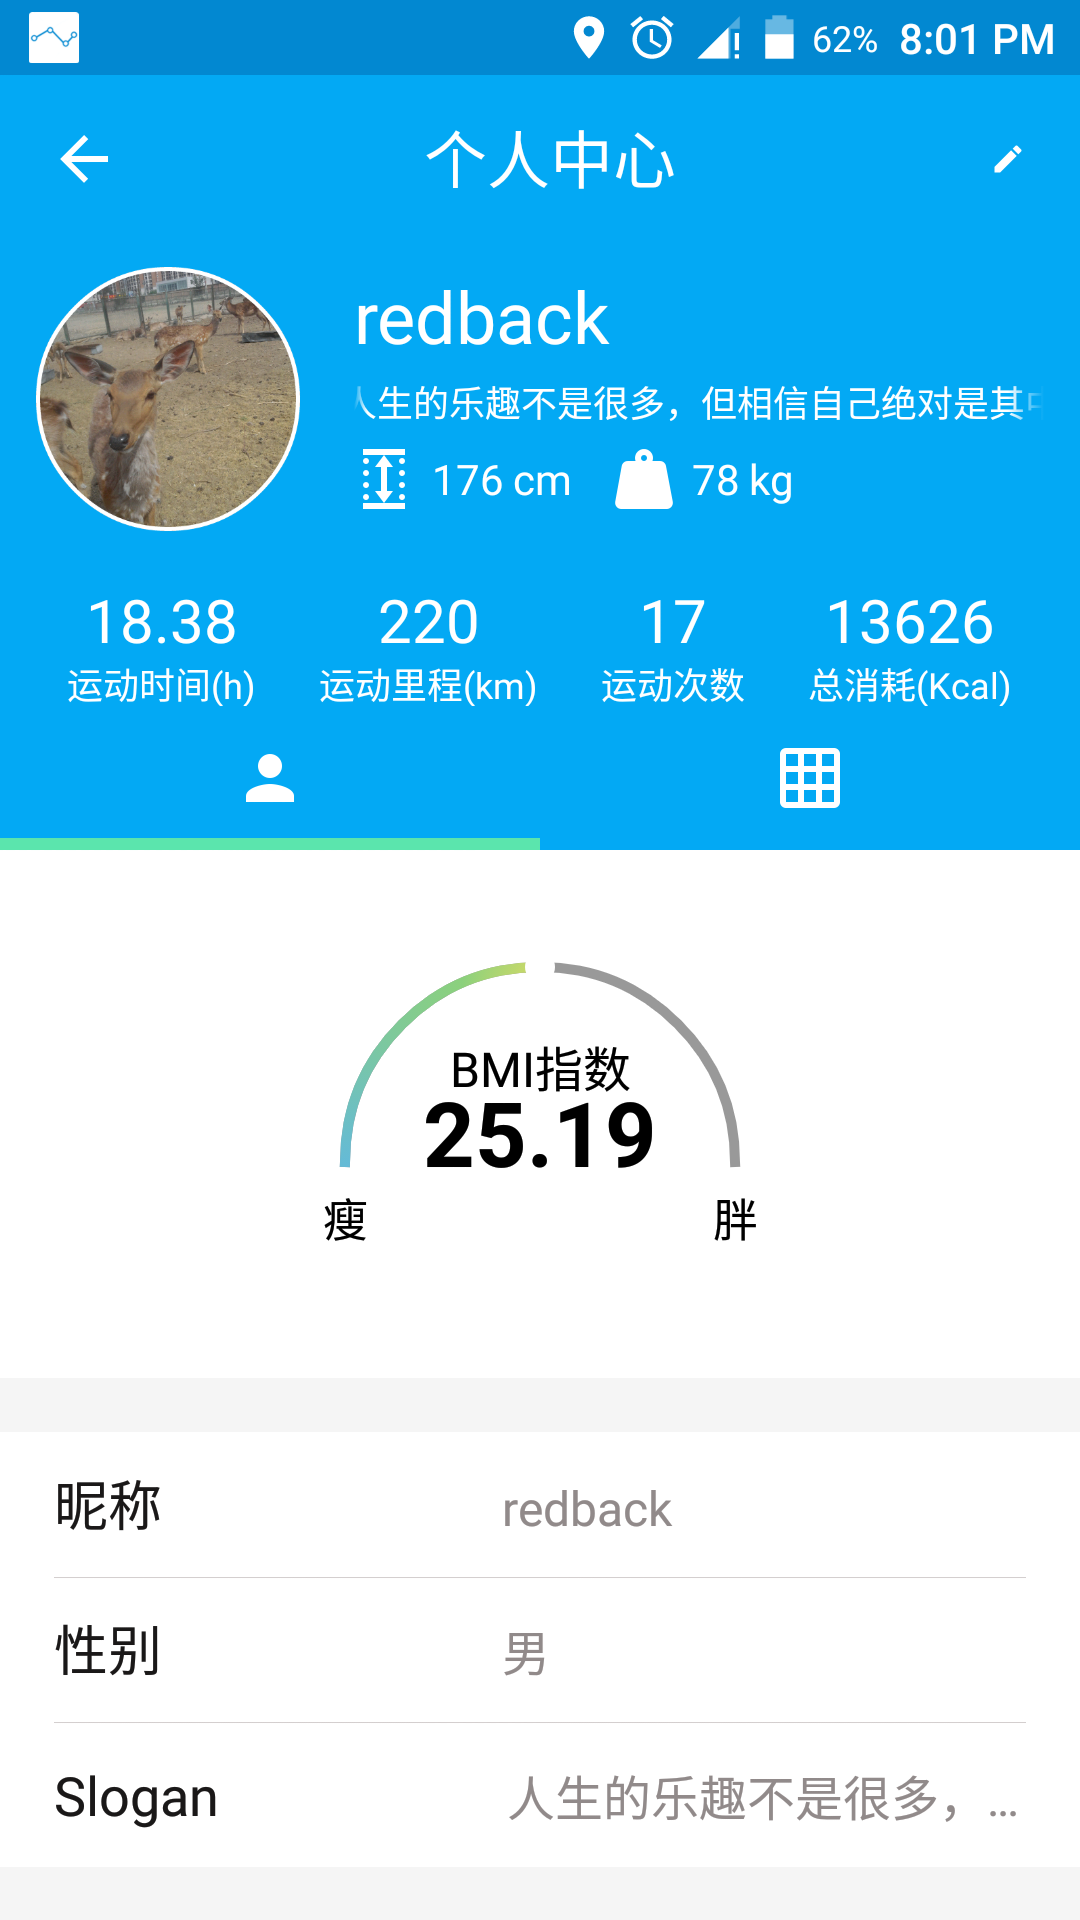 62% 8:01 PM
个人中心
redback
人生的乐趣不是很多，但相信自己绝对是其
176 cm 78 kg
18.38 220 17 13626
运动时间(h) 运动里程(km) 运动次数 总消耗(Kcal)
BMI指数
25.19
瘦 胖
昵称 redback
性别 男
Slogan 人生的乐趣不是很多，...